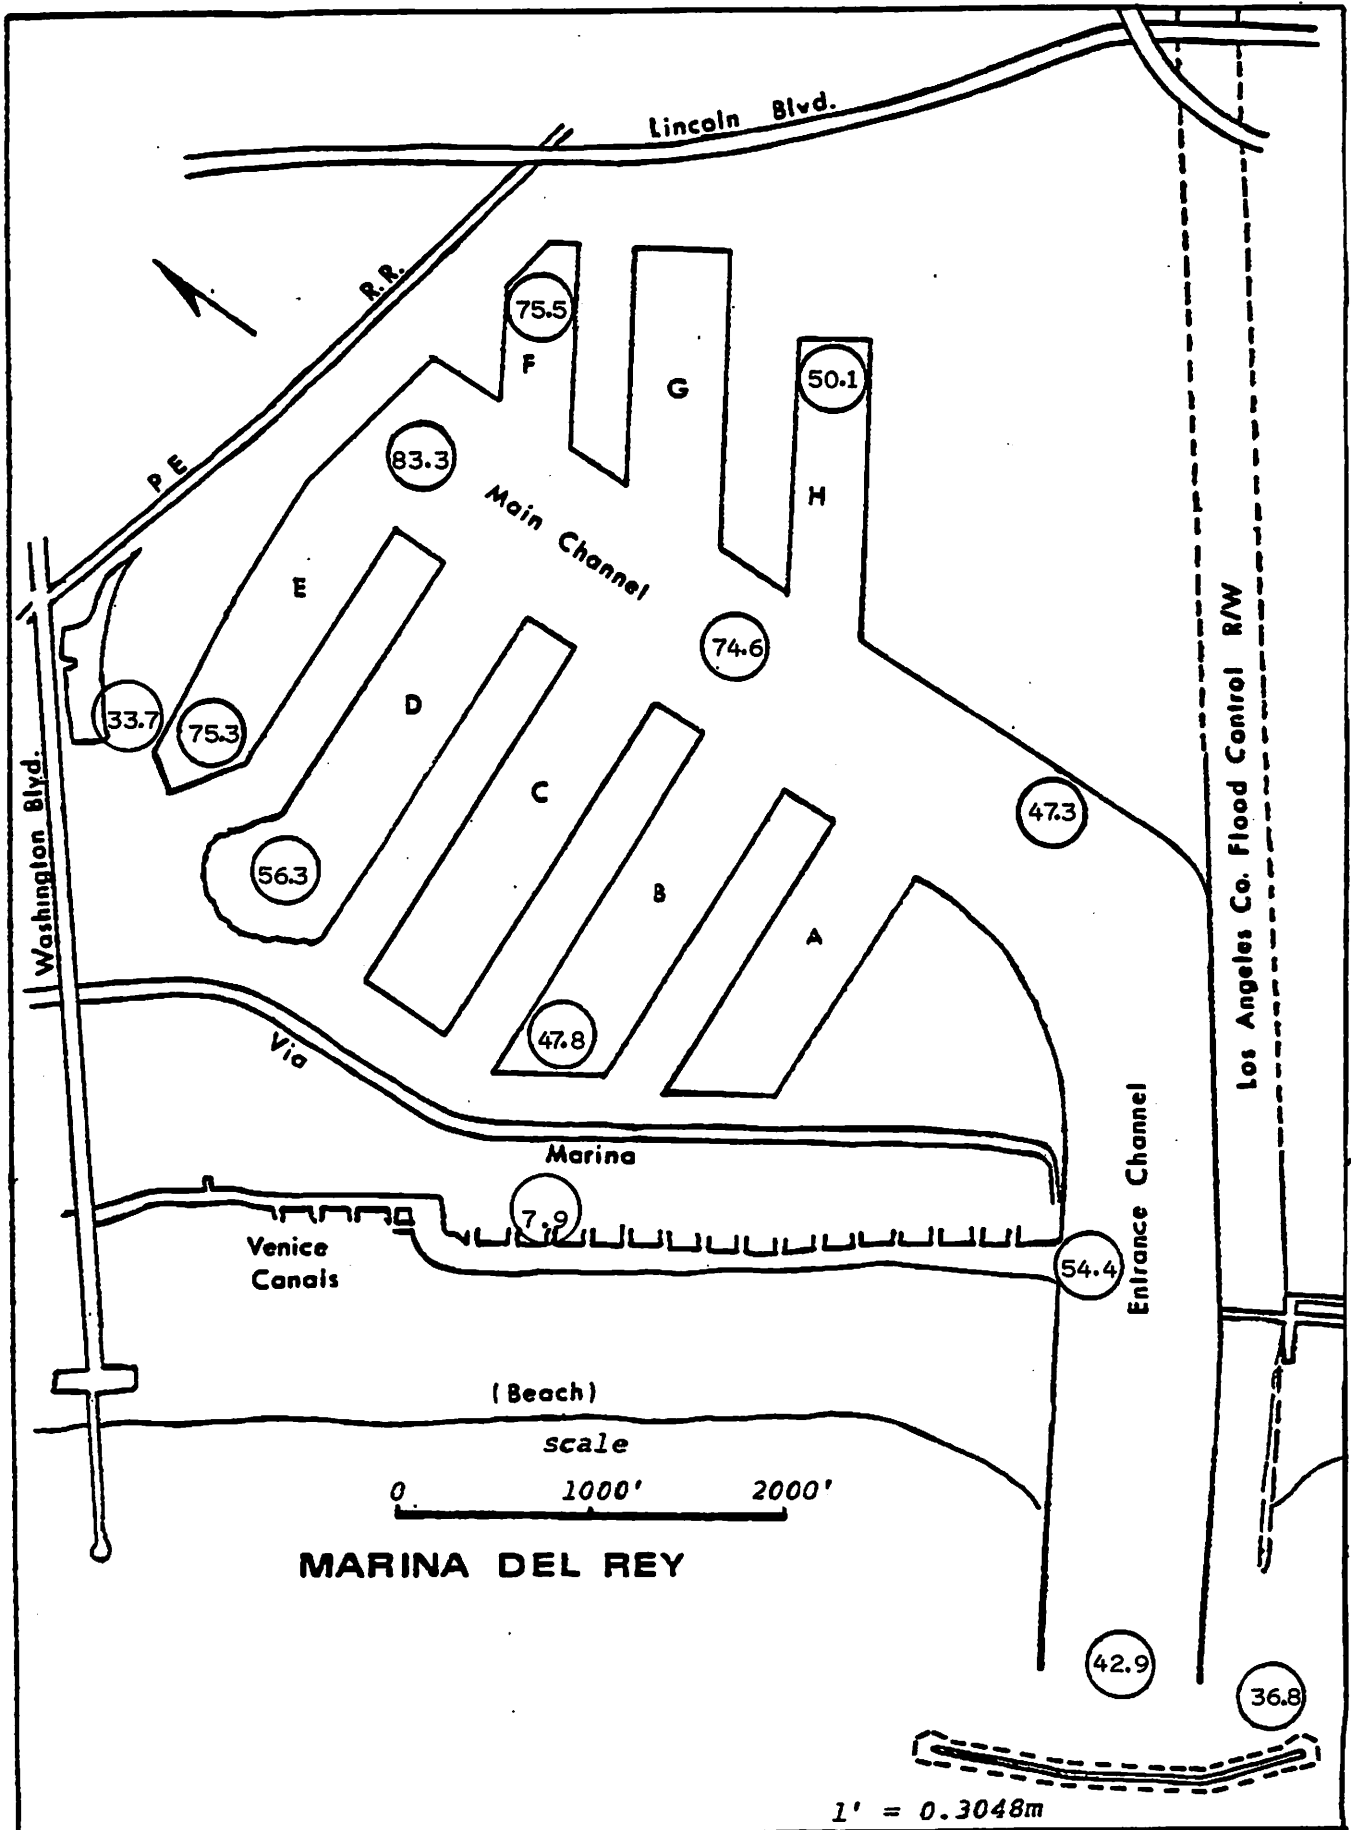 Lincoln Blvd.
P. E. R.R.
75.5
F
G
50.1
83.3
H
Main Channel
E
74.6
D
33.7
75.3
C
47.3
Washington Blvd.
56.3
B
A
Los Angeles Co. Flood Control R/W
47.8
Via
Marina
Entrance Channel
7.9
Venice
Canals
54.4
(Beach)
scale
0 1000' 2000'
MARINA DEL REY
42.9
36.8
1' = 0.3048m